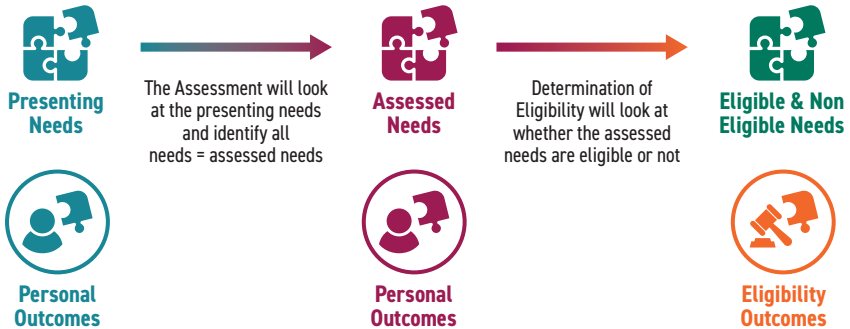 Presenting
Needs
The Assessment will look
at the presenting needs
and identify all
needs = assessed needs
Assessed
Needs
Determination of
Eligibility will look at
whether the assessed
needs are eligible or not
Eligible & Non
Eligible Needs
Personal
Outcomes
Personal
Outcomes
Eligibility
Outcomes